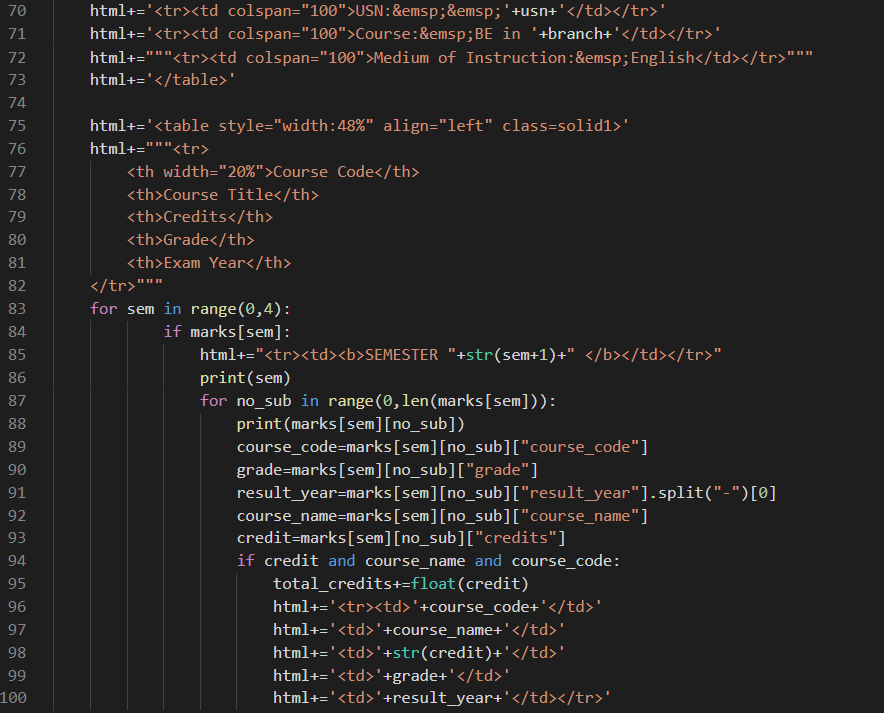 70 html+='<tr><td colspan="100">USN:&emsp;&emsp;'+usn+'</td></tr>'
71 html+='<tr><td colspan="100">Course:&emsp;BE in '+branch+'</td></tr>'
72 html+="""<tr><td colspan="100">Medium of Instruction:&emsp;English</td></tr>"""
73 html+='</table>'
74
75 html+='<table style="width:48%" align="left" class=solid1>'
76 html+="""<tr>
77 <th width="20%">Course Code</th>
78 <th>Course Title</th>
79 <th>Credits</th>
80 <th>Grade</th>
81 <th>Exam Year</th>
82 </tr>"""
83 for sem in range(0,4):
84 if marks[sem]:
85 html+="<tr><td><b>SEMESTER "+str(sem+1)+" </b></td></tr>"
86 print(sem)
87 for no_sub in range(0,len(marks[sem])):
88 print(marks[sem][no_sub])
89 course_code=marks[sem][no_sub]["course_code"]
90 grade=marks[sem][no_sub]["grade"]
91 result_year=marks[sem][no_sub]["result_year"].split("-")[0]
92 course_name=marks[sem][no_sub]["course_name"]
93 credit=marks[sem][no_sub]["credits"]
94 if credit and course_name and course_code:
95 total_credits+=float(credit)
96 html+='<tr><td>'+course_code+'</td>'
97 html+='<td>'+course_name+'</td>'
98 html+='<td>'+str(credit)+'</td>'
99 html+='<td>'+grade+'</td>'
100 html+='<td>'+result_year+'</td></tr>'